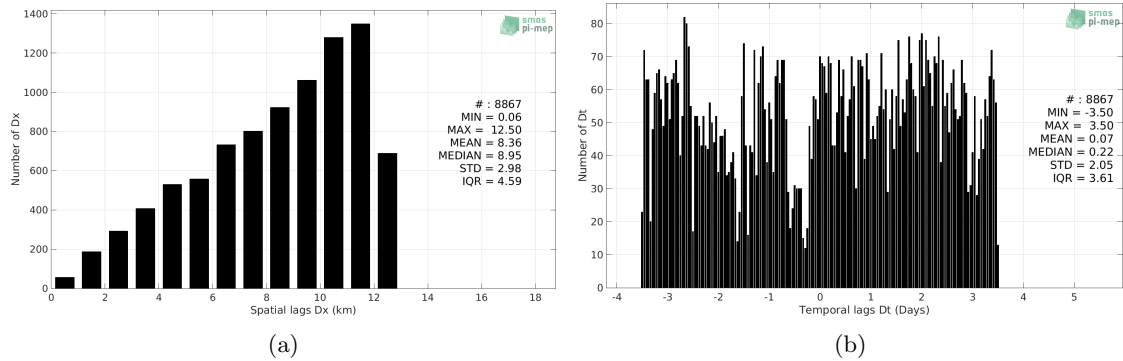 1400
1200
1000
800
600
400
200
0
Number of Dx
smos
pi-mep
# : 8867
MIN = 0.06
MAX = 12.50
MEAN = 8.36
MEDIAN = 8.95
STD = 2.98
IQR = 4.59
0 2 4 6 8 10 12 14 16 18
Spatial lags Dx (km)
(a)
80
70
60
50
40
30
20
10
0
Number of Dt
smos
pi-mep
# : 8867
MIN = -3.50
MAX = 3.50
MEAN = 0.07
MEDIAN = 0.22
STD = 2.05
IQR = 3.61
-4 -3 -2 -1 0 1 2 3 4 5
Temporal lags Dt (Days)
(b)